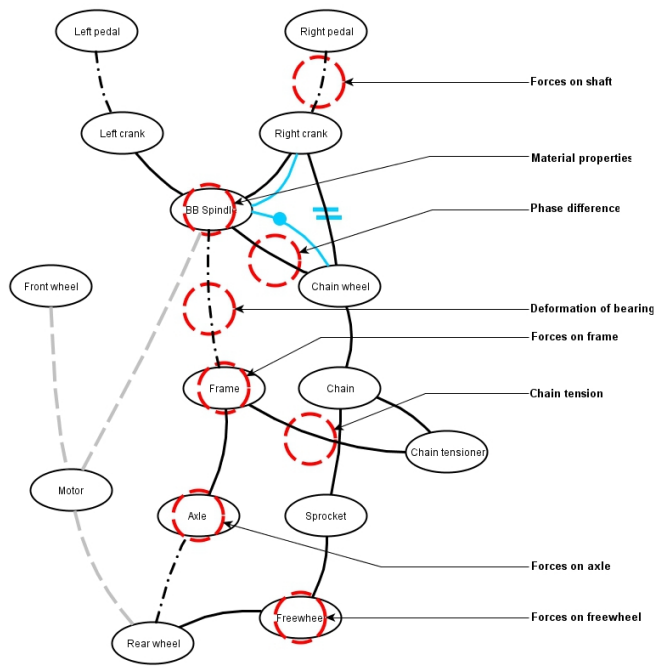 Left pedal
Right pedal
Forces on shaft
Left crank
Right crank
Material properties
BB Spindle
Phase difference
Front wheel
Chain wheel
Deformation of bearing
Forces on frame
Frame
Chain
Chain tension
Chain tensioner
Motor
Axle
Sprocket
Forces on axle
Freewheel
Forces on freewheel
Rear wheel